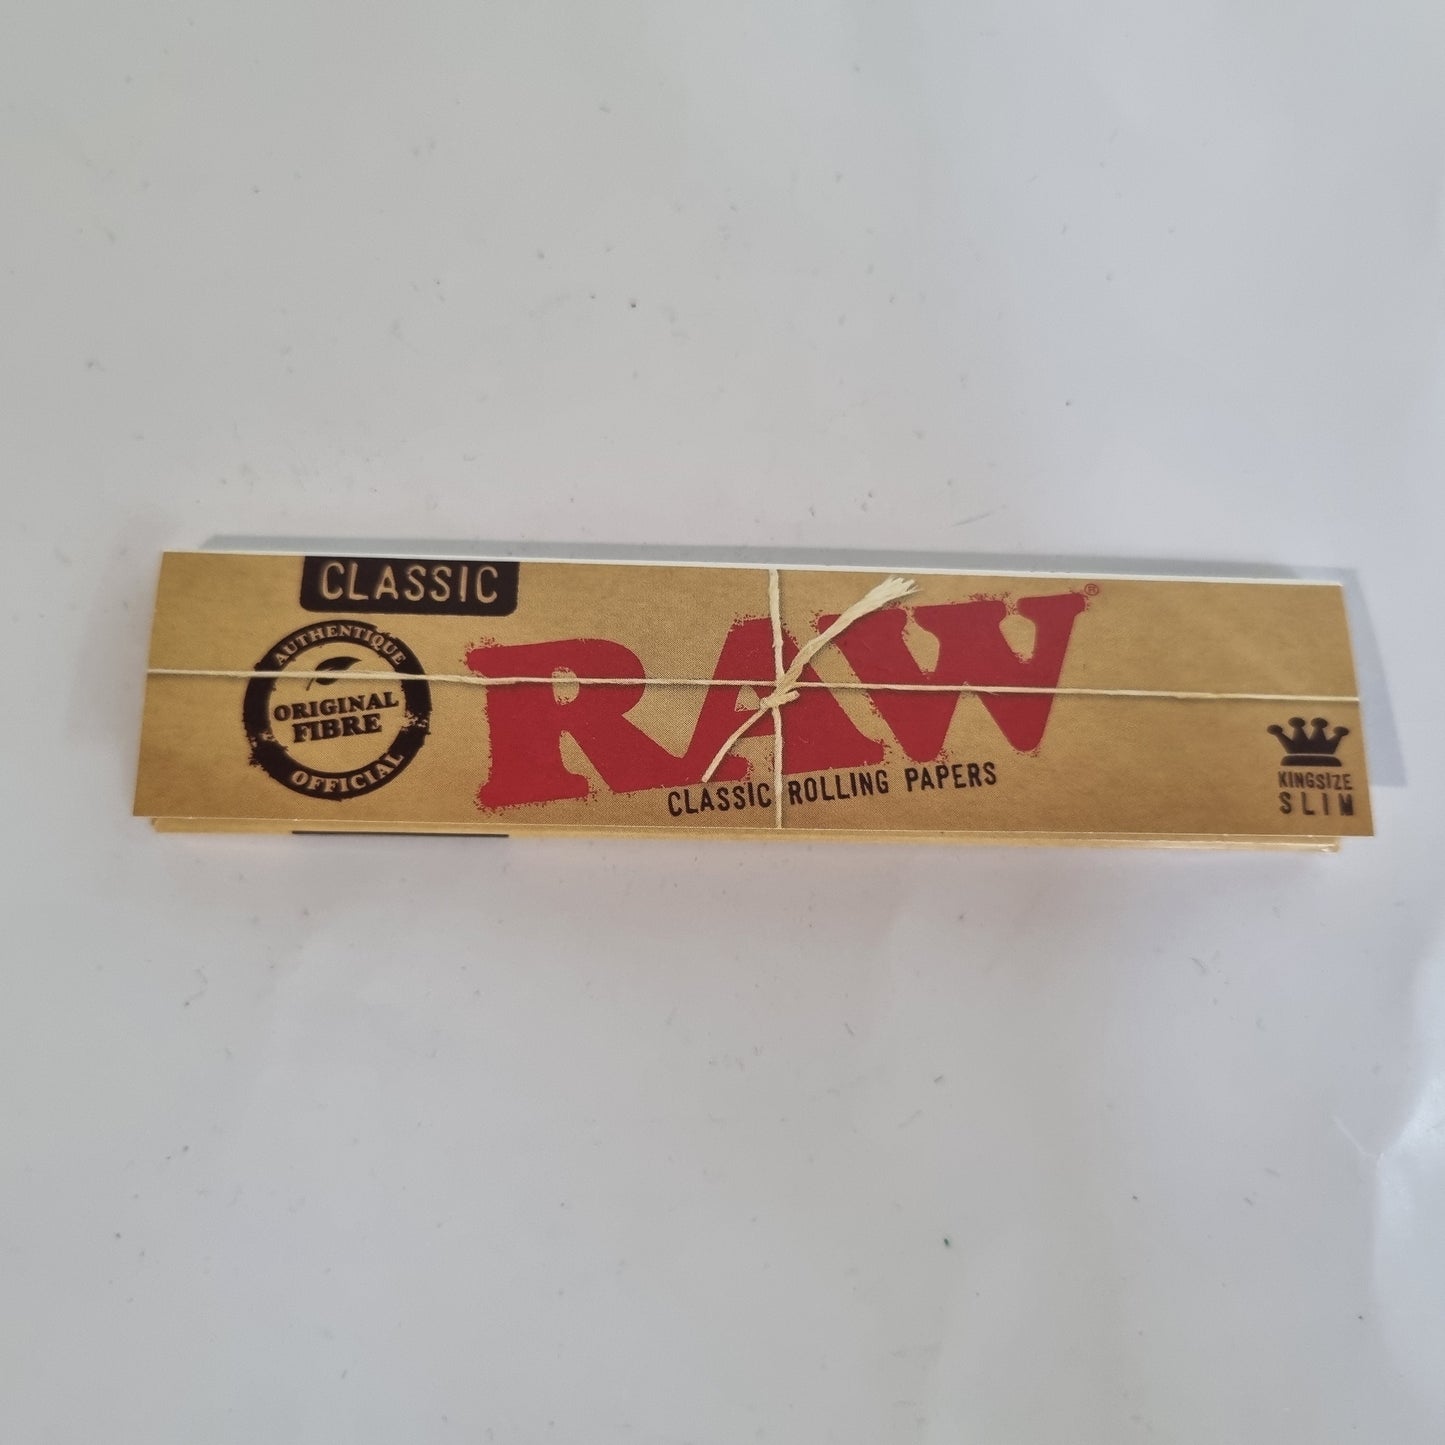 CLASSIC
AUTHENTIQUE
ORIGINAL
FIBRE
OFFICIAL
RAW®
CLASSIC ROLLING PAPERS
KINGSIZE
SLIM